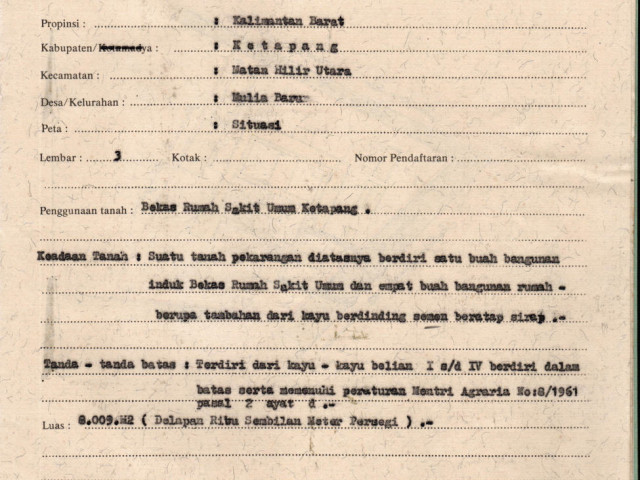 Propinsi : : Kalimantan Barat
Kabupaten/Kotamadya : : K e t a p a n g
Kecamatan : : Matan Hilir Utara
Desa/Kelurahan : : Mulia Baru
Peta : : Situasi
Lembar : 3 Kotak : Nomor Pendaftaran :
Penggunaan tanah : Bekas Rumah Sakit Umum Ketapang .
Keadaan Tanah : Suatu tanah pekarangan diatasnya berdiri satu buah bangunan
induk Bekas Rumah Sakit Umum dan empat buah bangunan rumah -
berupa tambahan dari kayu berdinding semen beratap sirap .-
Tanda - tanda batas : Terdiri dari kayu - kayu belian I s/d IV berdiri dalam
batas serta memenuhi peraturan Mentri Agraria No:8/1961
pasal 2 ayat d .-
Luas : 8.009.M2 ( Delapan Ribu Sembilan Meter Persegi ) .-